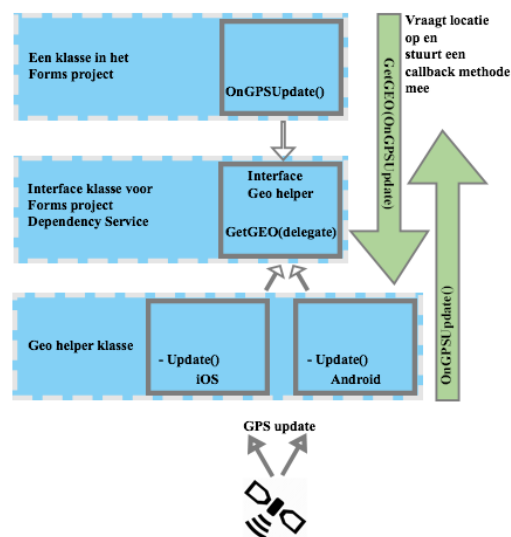 Een klasse in het
Forms project
OnGPSUpdate()
Vraagt locatie
op en
stuurt een
callback methode
mee
GetGEO(OnGPSUpdate)
Interface klasse voor
Forms project
Dependency Service
Interface
Geo helper
GetGEO(delegate)
OnGPSUpdate()
Geo helper klasse
- Update()
iOS
- Update()
Android
GPS update